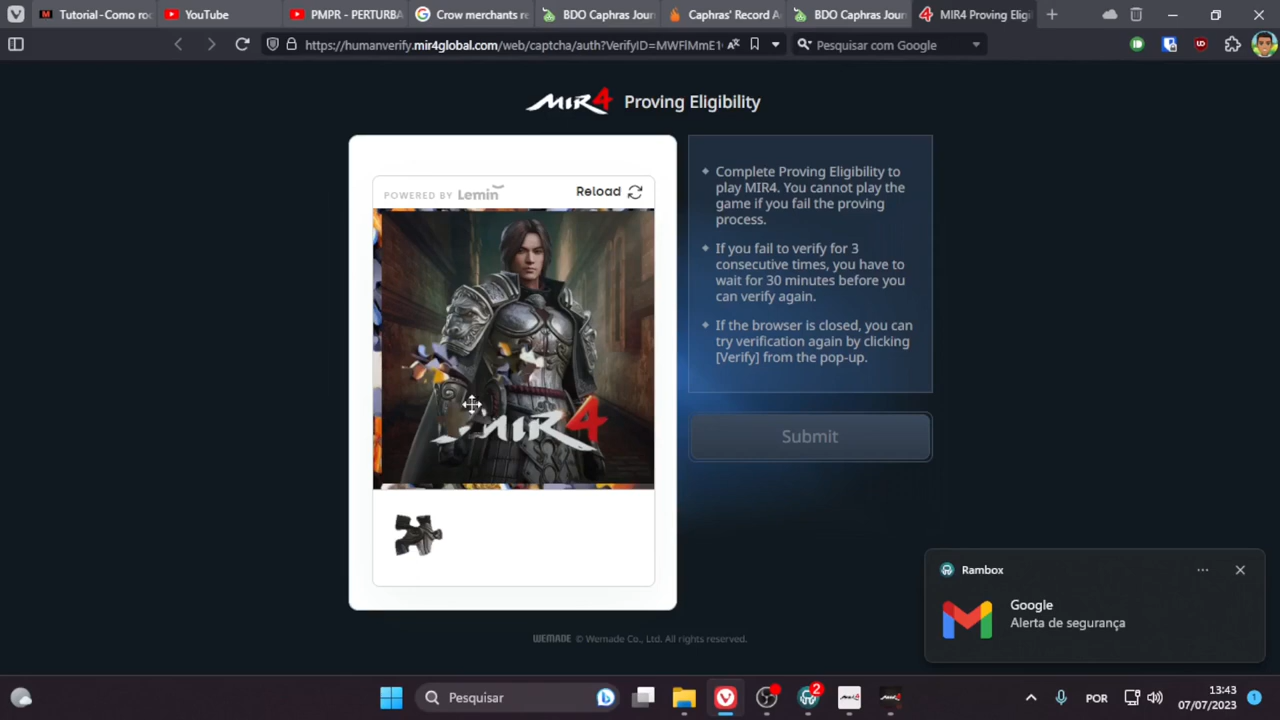 Tutorial - Como ro
YouTube
PMPR - PERTURBA
Crow merchants re
BDO Caphras Jour
Caphras' Record A
BDO Caphras Jour
MIR4 Proving Eligi
https://humanverify.mir4global.com/web/captcha/auth?VerifyID=MWFlMmE1
Pesquisar com Google
MIR4 Proving Eligibility
POWERED BY Lemin
Reload
MIR4
Complete Proving Eligibility to
play MIR4. You cannot play the
game if you fail the proving
process.
If you fail to verify for 3
consecutive times, you have to
wait for 30 minutes before you
can verify again.
If the browser is closed, you can
try verification again by clicking
[Verify] from the pop-up.
Submit
Rambox
Google
Alerta de segurança
WEMADE © Wemade Co., Ltd. All rights reserved.
Pesquisar
2
POR
13:43
07/07/2023
1